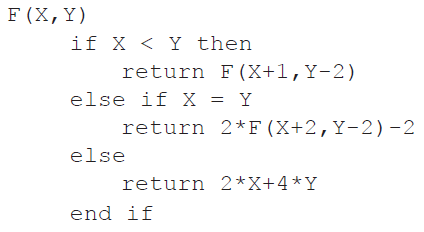 F(X,Y)
if X < Y then
return F(X+1,Y-2)
else if X = Y
return 2*F(X+2,Y-2)-2
else
return 2*X+4*Y
end if